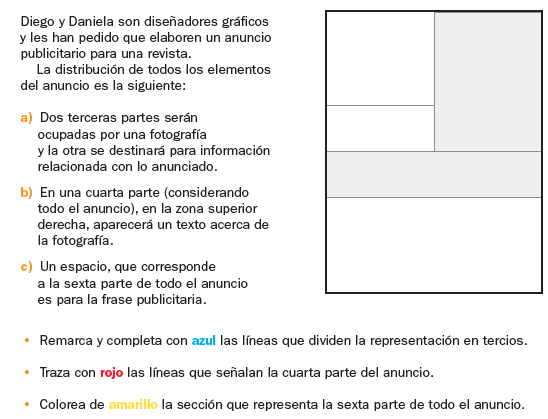 Diego y Daniela son diseñadores gráficos
y les han pedido que elaboren un anuncio
publicitario para una revista.
La distribución de todos los elementos
del anuncio es la siguiente:
a) Dos terceras partes serán
ocupadas por una fotografía
y la otra se destinará para información
relacionada con lo anunciado.
b) En una cuarta parte (considerando
todo el anuncio), en la zona superior
derecha, aparecerá un texto acerca de
la fotografía.
c) Un espacio, que corresponde
a la sexta parte de todo el anuncio
es para la frase publicitaria.
• Remarca y completa con azul las líneas que dividen la representación en tercios.
• Traza con rojo las líneas que señalan la cuarta parte del anuncio.
• Colorea de amarillo la sección que representa la sexta parte de todo el anuncio.